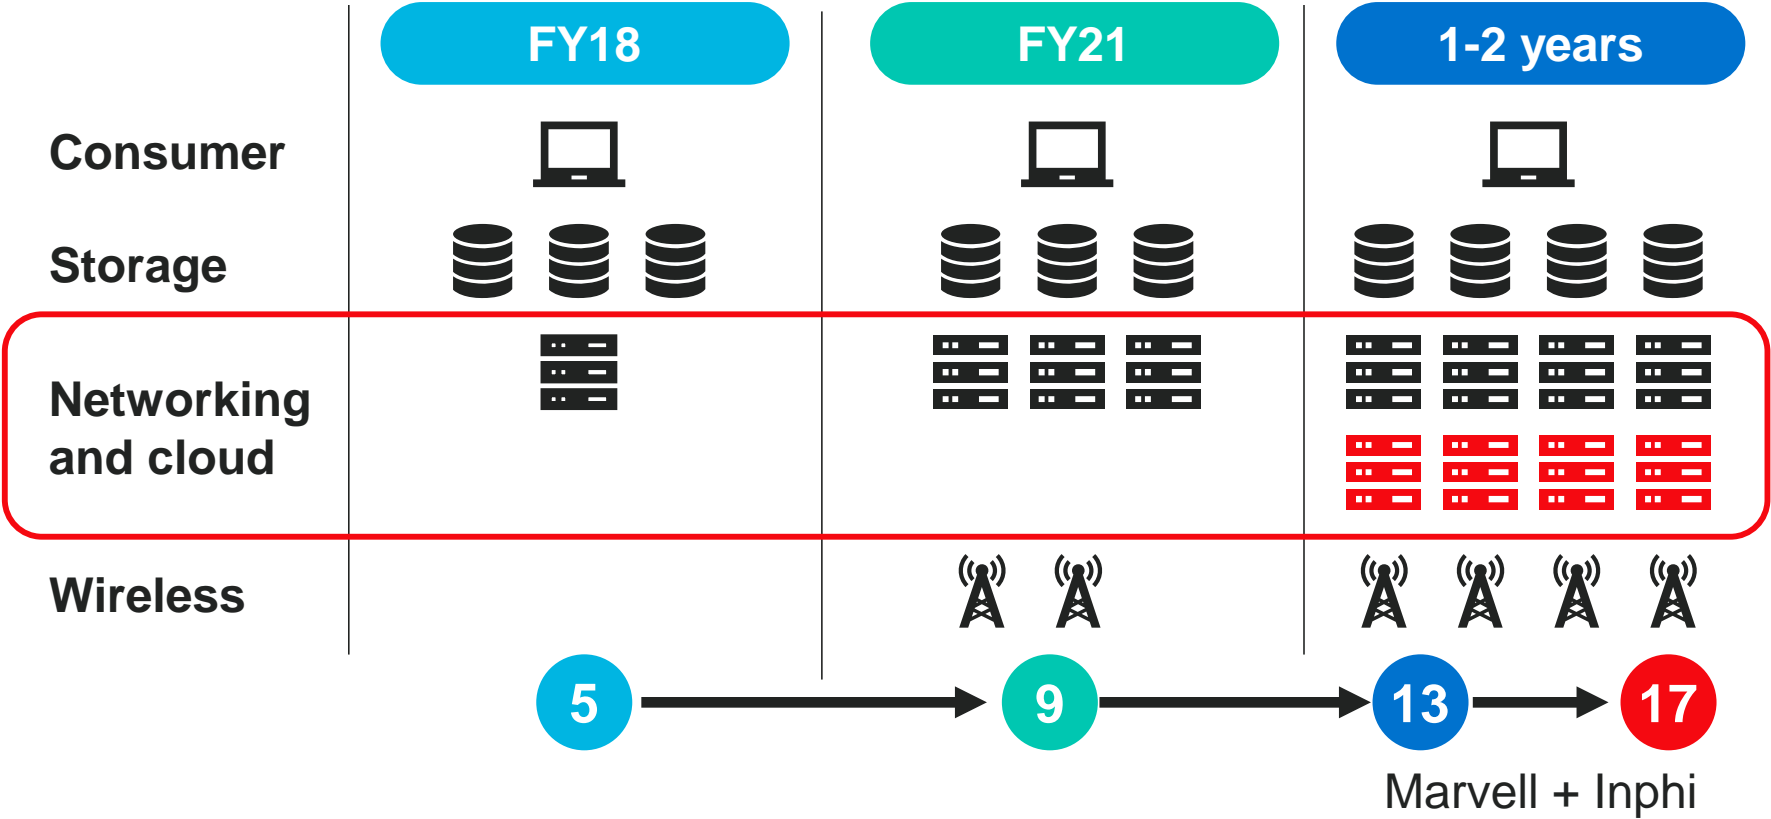 FY18
FY21
1-2 years
Consumer
Storage
Networking
and cloud
Wireless
5
9
13
17
Marvell + Inphi